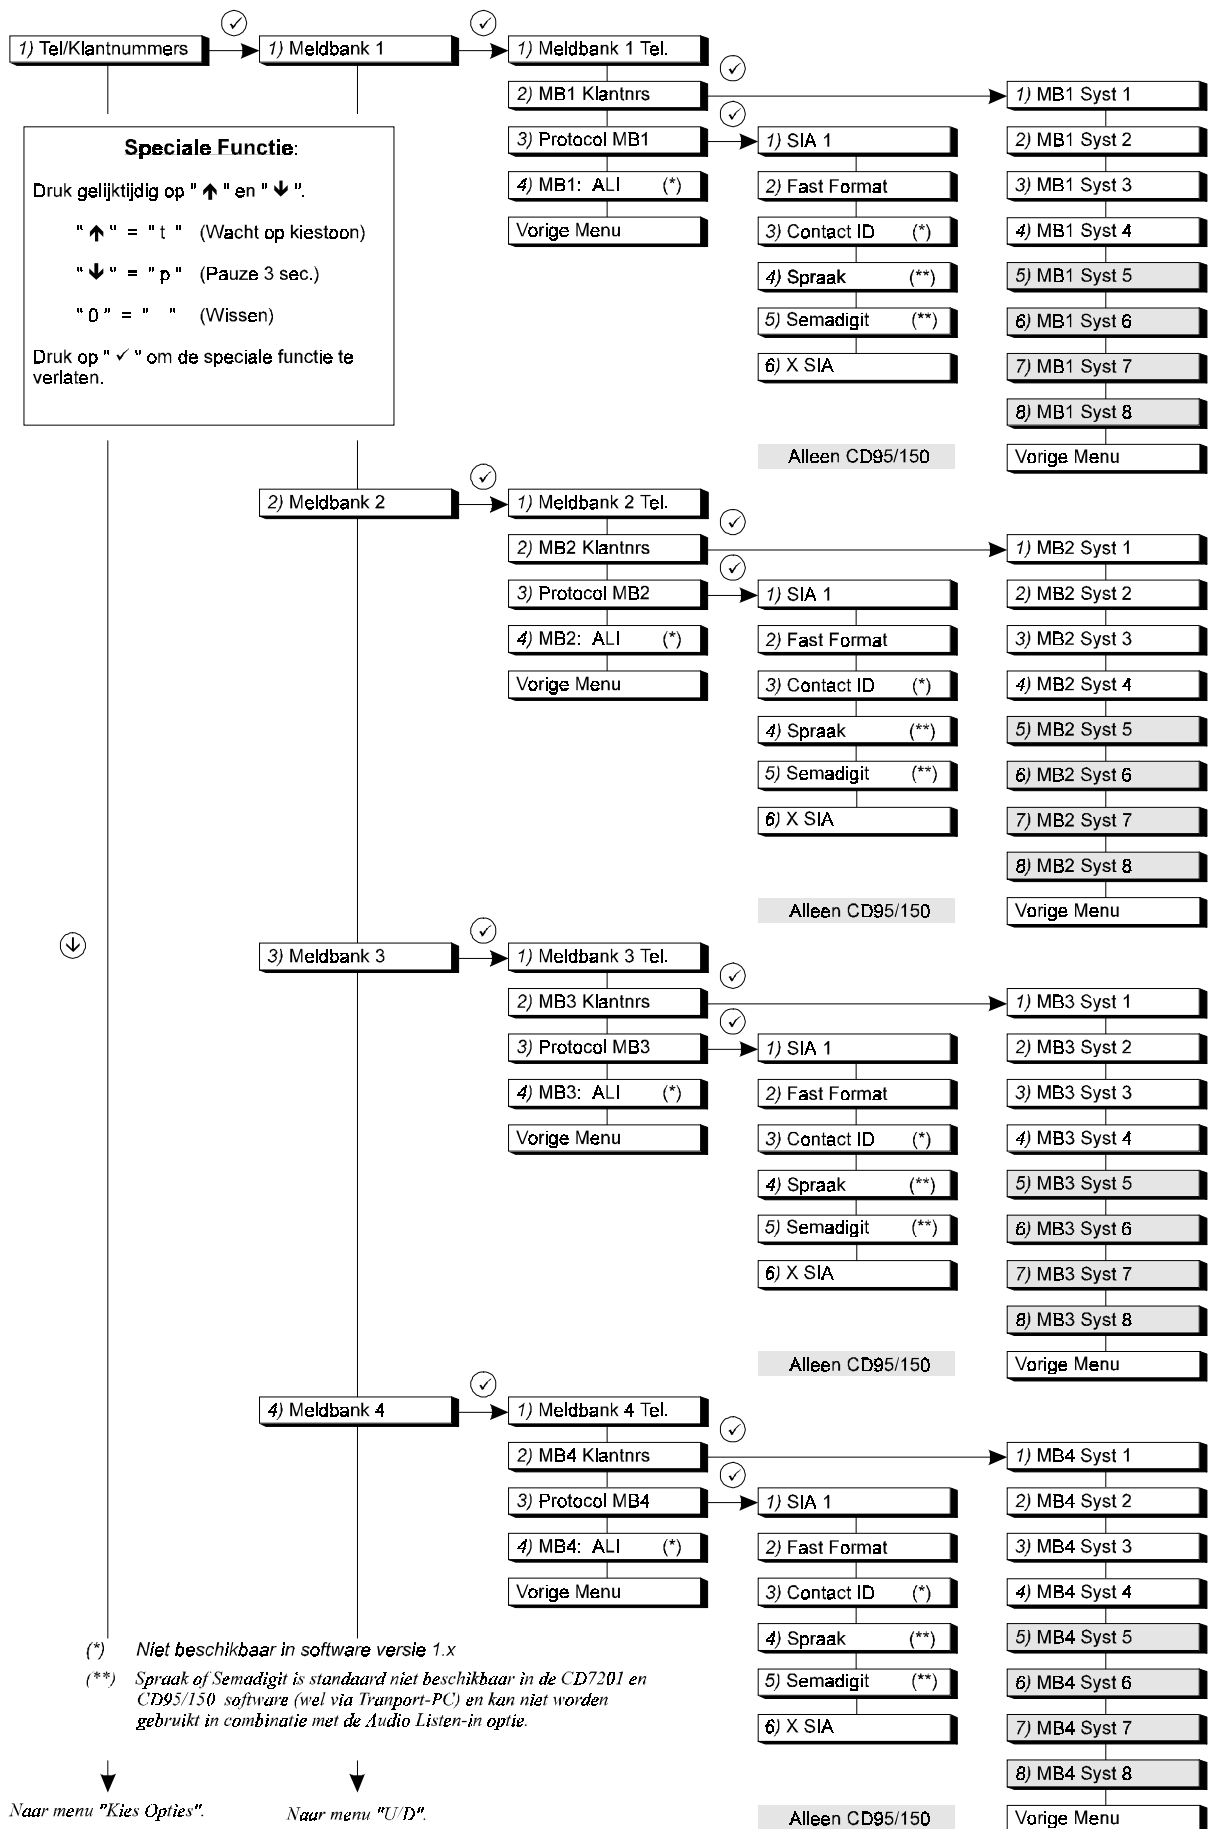 1) Tel/Klantnummers
1) Meldbank 1
1) Meldbank 1 Tel.
2) MB1 Klantnrs
3) Protocol MB1
4) MB1: ALI (*)
Vorige Menu
1) SIA 1
2) Fast Format
3) Contact ID (*)
4) Spraak (**)
5) Semadigit (**)
6) X SIA
Alleen CD95/150
1) MB1 Syst 1
2) MB1 Syst 2
3) MB1 Syst 3
4) MB1 Syst 4
5) MB1 Syst 5
6) MB1 Syst 6
7) MB1 Syst 7
8) MB1 Syst 8
Vorige Menu
Speciale Functie:
Druk gelijktijdig op " ↑ " en " ↓ ".
" ↑ " = " t " (Wacht op kiestoon)
" ↓ " = " p " (Pauze 3 sec.)
" 0 " = "   " (Wissen)
Druk op " ✓ " om de speciale functie te
verlaten.
2) Meldbank 2
1) Meldbank 2 Tel.
2) MB2 Klantnrs
3) Protocol MB2
4) MB2: ALI (*)
Vorige Menu
1) SIA 1
2) Fast Format
3) Contact ID (*)
4) Spraak (**)
5) Semadigit (**)
6) X SIA
Alleen CD95/150
1) MB2 Syst 1
2) MB2 Syst 2
3) MB2 Syst 3
4) MB2 Syst 4
5) MB2 Syst 5
6) MB2 Syst 6
7) MB2 Syst 7
8) MB2 Syst 8
Vorige Menu
3) Meldbank 3
1) Meldbank 3 Tel.
2) MB3 Klantnrs
3) Protocol MB3
4) MB3: ALI (*)
Vorige Menu
1) SIA 1
2) Fast Format
3) Contact ID (*)
4) Spraak (**)
5) Semadigit (**)
6) X SIA
Alleen CD95/150
1) MB3 Syst 1
2) MB3 Syst 2
3) MB3 Syst 3
4) MB3 Syst 4
5) MB3 Syst 5
6) MB3 Syst 6
7) MB3 Syst 7
8) MB3 Syst 8
Vorige Menu
4) Meldbank 4
1) Meldbank 4 Tel.
2) MB4 Klantnrs
3) Protocol MB4
4) MB4: ALI (*)
Vorige Menu
1) SIA 1
2) Fast Format
3) Contact ID (*)
4) Spraak (**)
5) Semadigit (**)
6) X SIA
Alleen CD95/150
1) MB4 Syst 1
2) MB4 Syst 2
3) MB4 Syst 3
4) MB4 Syst 4
5) MB4 Syst 5
6) MB4 Syst 6
7) MB4 Syst 7
8) MB4 Syst 8
Vorige Menu
(*) Niet beschikbaar in software versie 1.x
(**) Spraak of Semadigit is standaard niet beschikbaar in de CD7201 en
CD95/150 software (wel via Tranport-PC) en kan niet worden
gebruikt in combinatie met de Audio Listen-in optie.
Naar menu "Kies Opties".
Naar menu "U/D".